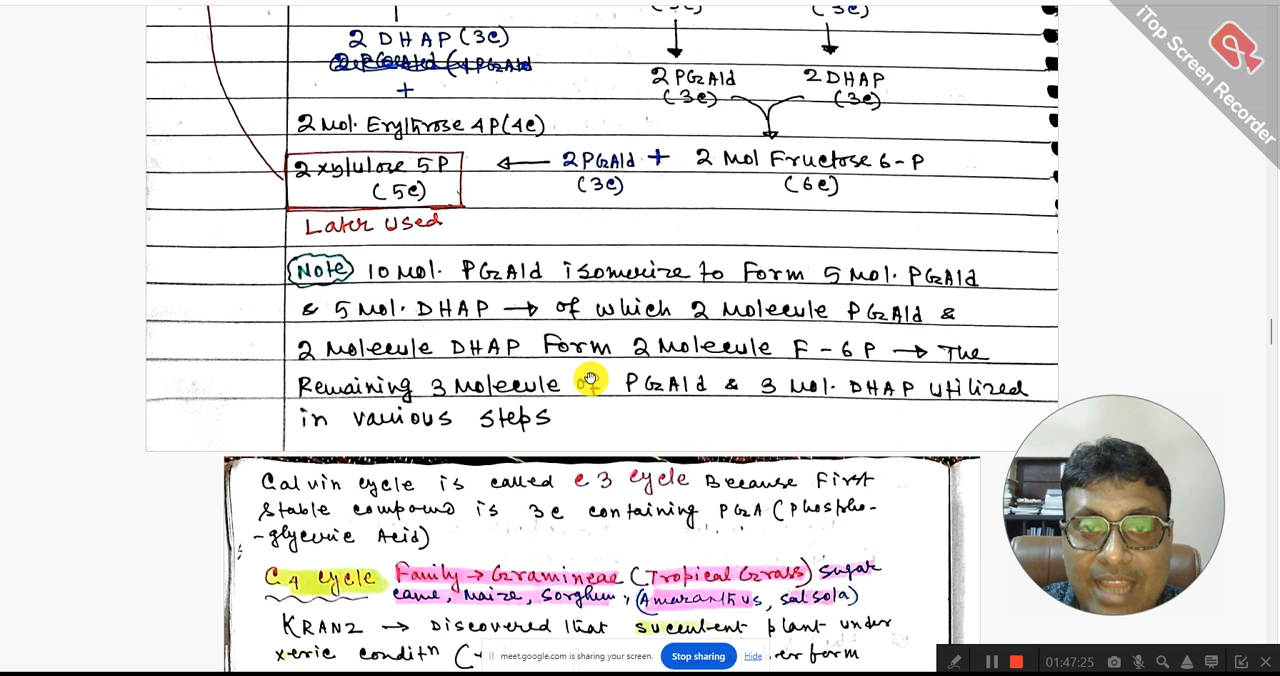 (3c)
(3c)
2 DHAP (3c)
+
2 PGAld
(3c)
2 DHAP
(3c)
2 Mol. Erythrose 4P (4c)
2 xylulose 5P
(5c)
2 PGAld + 2 Mol Fructose 6-P
(3c)
(6c)
Later used
Note 10 Mol. PGAld isomerize to Form 5 Mol. PGAld
& 5 Mol. DHAP → of which 2 Molecule PGAld &
2 Molecule DHAP Form 2 Molecule F-6P → The
Remaining 3 Molecule of PGAld & 3 Mol. DHAP utilized
in various steps
Calvin cycle is called C3 cycle Because First
stable compound is 3c containing PGA (Phospho-
-glyceric Acid)
C4 cycle Family → Gramineae (Tropical Grass) Sugar
cane, Maize, Sorghum, (Amaranthus, salsola)
KRANZ → Discovered that succulent plant under
xeric conditn
erform
meet.google.com is sharing your screen.
Stop sharing
Hide
iTop Screen Recorder
01:47:25